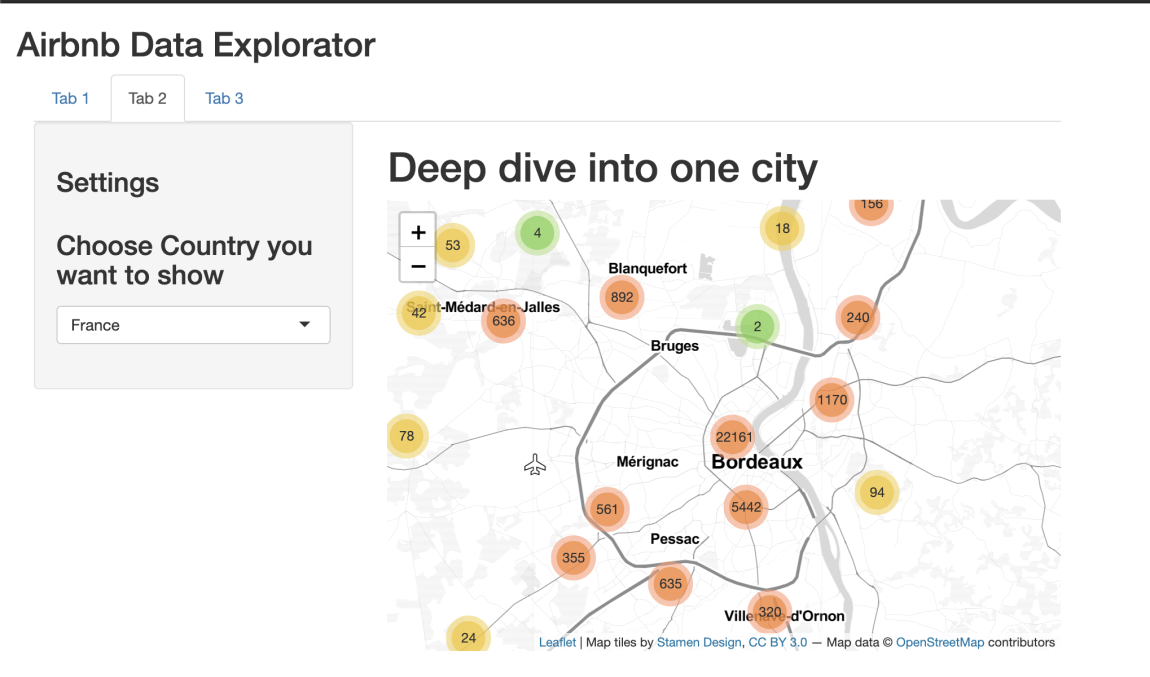 Airbnb Data Explorator
Tab 1
Tab 2
Tab 3
Settings
Choose Country you
want to show
France
Deep dive into one city
+
−
156
18
4
53
Blanquefort
892
42
Saint-Médard-en-Jalles
636
240
2
Bruges
1170
78
22161
Mérignac
Bordeaux
94
561
5442
Pessac
355
635
320
Villenave-d'Ornon
24
Leaflet | Map tiles by Stamen Design, CC BY 3.0 — Map data © OpenStreetMap contributors